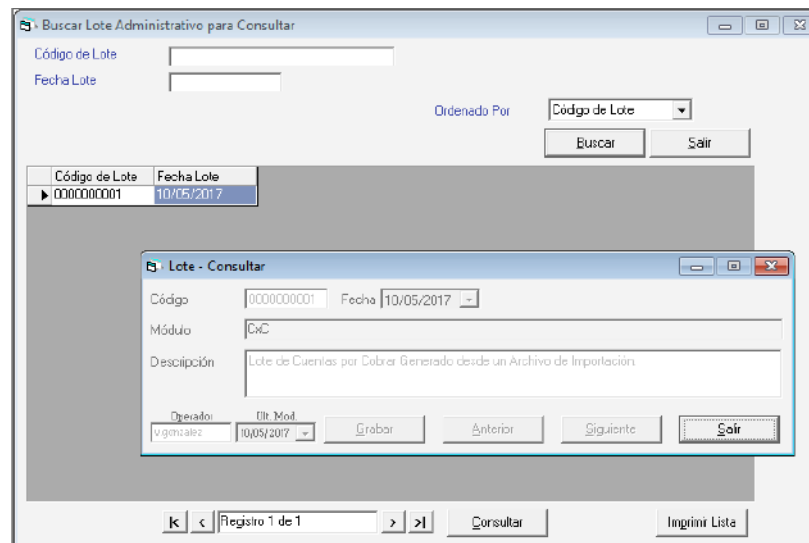 Buscar Lote Administrativo para Consultar
Código de Lote
Fecha Lote
Ordenado Por Código de Lote
Buscar Salir
Código de Lote Fecha Lote
0000000001 10/05/2017
Lote - Consultar
Código 0000000001 Fecha 10/05/2017
Módulo CxC
Descripción Lote de Cuentas por Cobrar Generado desde un Archivo de Importación.
Operador Ult. Mod.
v.gonzalez 10/05/2017 Grabar Anterior Siguiente Salir
Registro 1 de 1 Consultar Imprimir Lista